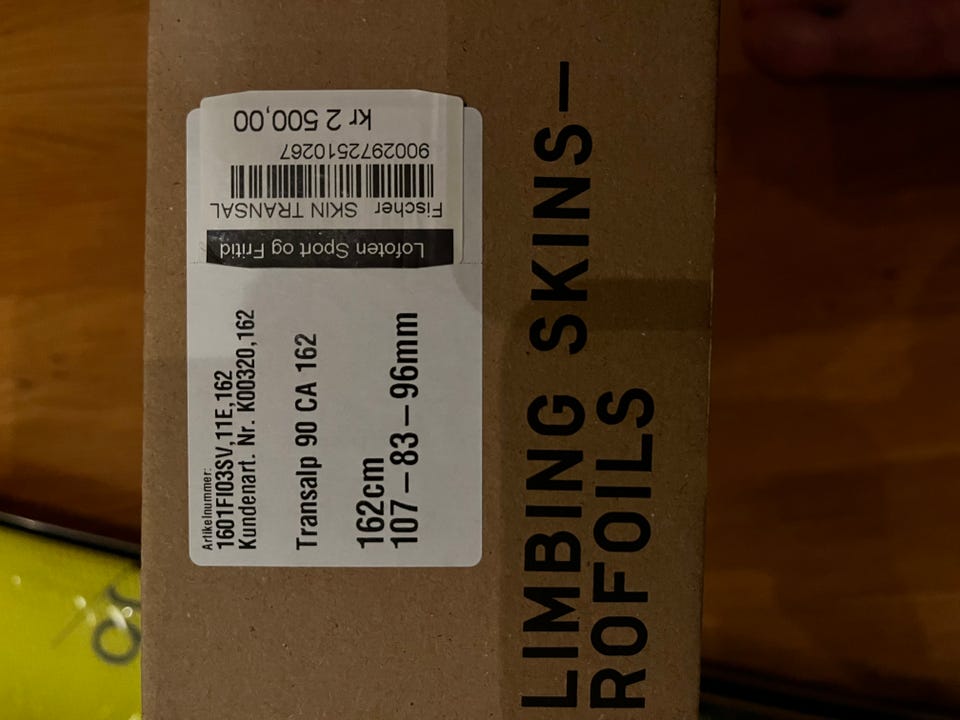 Lofoten Sport og Fritid
Fischer SKIN TRANSAL
9002972510267
kr 2 500,00
Artikelnummer:
1601FI03SV,11E,162
Kundenart. Nr. K00320,162
Transalp 90 CA 162
162cm
107–83–96mm
LIMBING SKINS—
ROFOILS